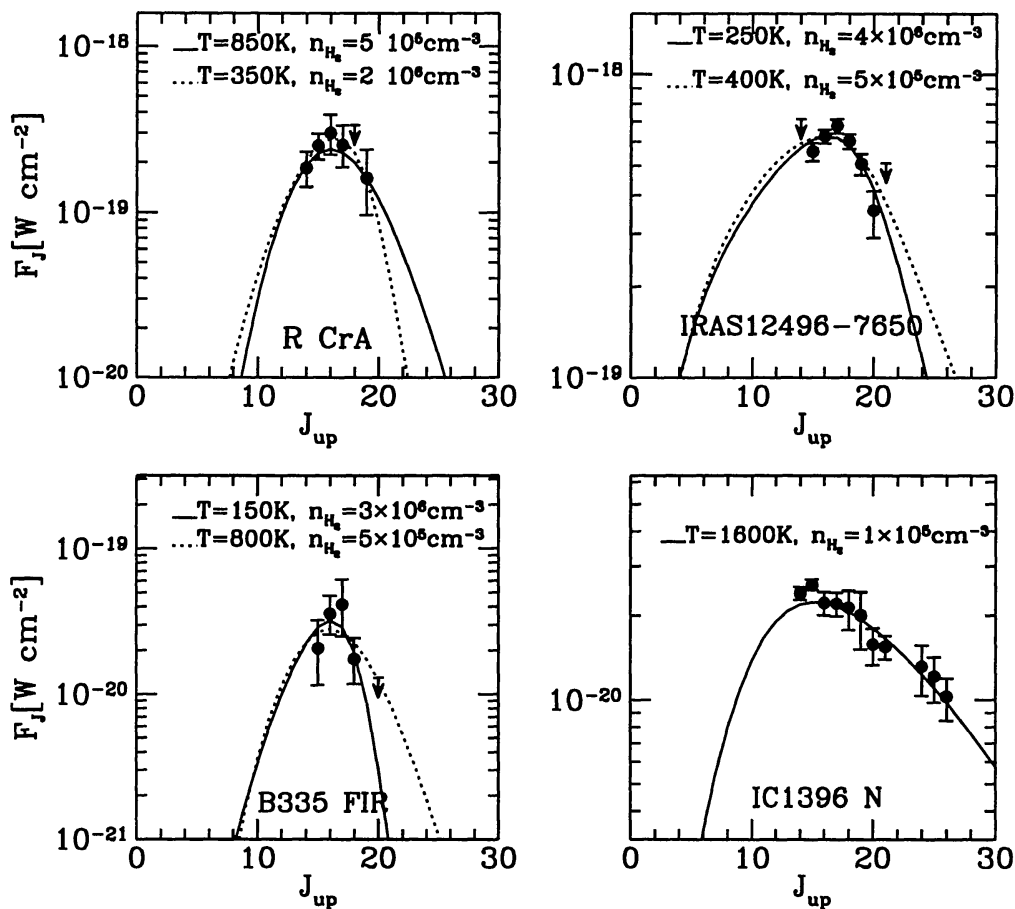 T=850K, n_H₂=5 10⁵cm⁻³
T=350K, n_H₂=2 10⁶cm⁻³
10⁻¹⁸
10⁻¹⁹
10⁻²⁰
F_J[W cm⁻²]
R CrA
0 10 20 30
J_up
T=250K, n_H₂=4×10⁶cm⁻³
T=400K, n_H₂=5×10⁵cm⁻³
10⁻¹⁸
10⁻¹⁹
IRAS12496-7650
0 10 20 30
J_up
T=150K, n_H₂=3×10⁶cm⁻³
T=800K, n_H₂=5×10⁵cm⁻³
10⁻¹⁹
10⁻²⁰
10⁻²¹
F_J[W cm⁻²]
B335 FIR
0 10 20 30
J_up
T=1600K, n_H₂=1×10⁵cm⁻³
10⁻²⁰
IC1396 N
0 10 20 30
J_up